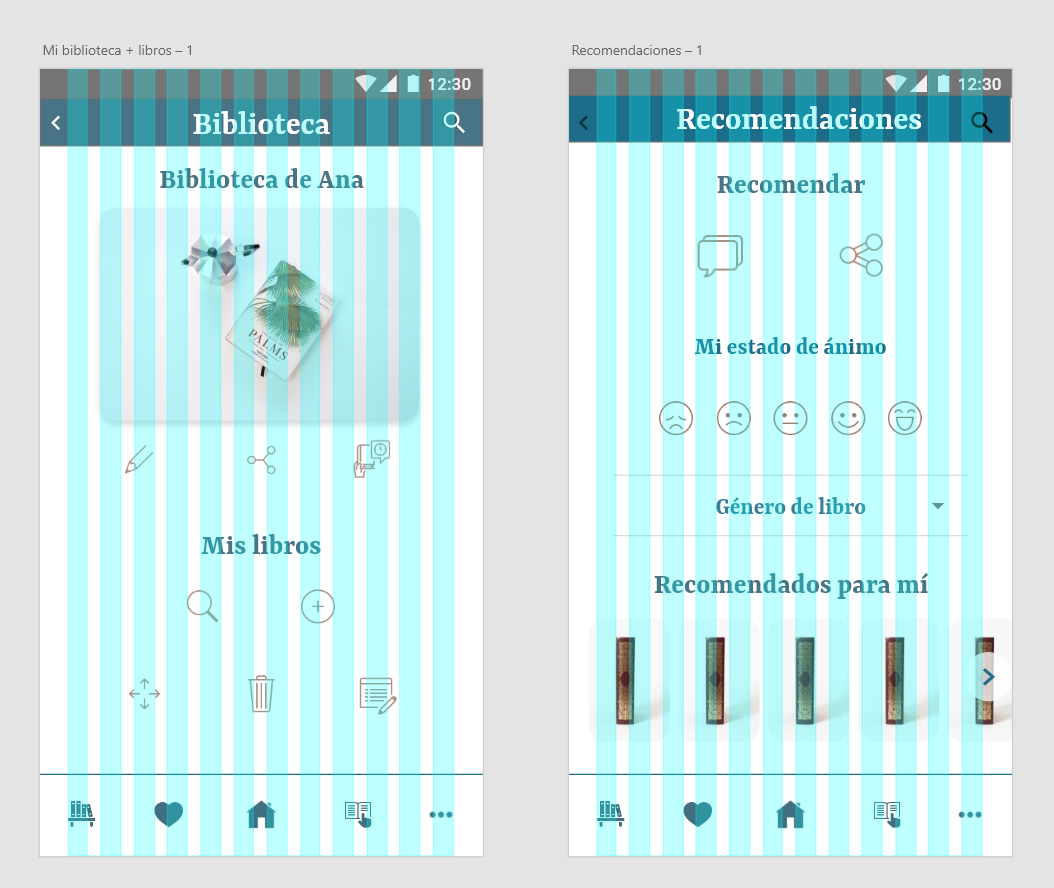 Mi biblioteca + libros – 1
12:30
Biblioteca
Biblioteca de Ana
PALMS
Mis libros
Recomendaciones – 1
12:30
Recomendaciones
Recomendar
Mi estado de ánimo
Género de libro
Recomendados para mí